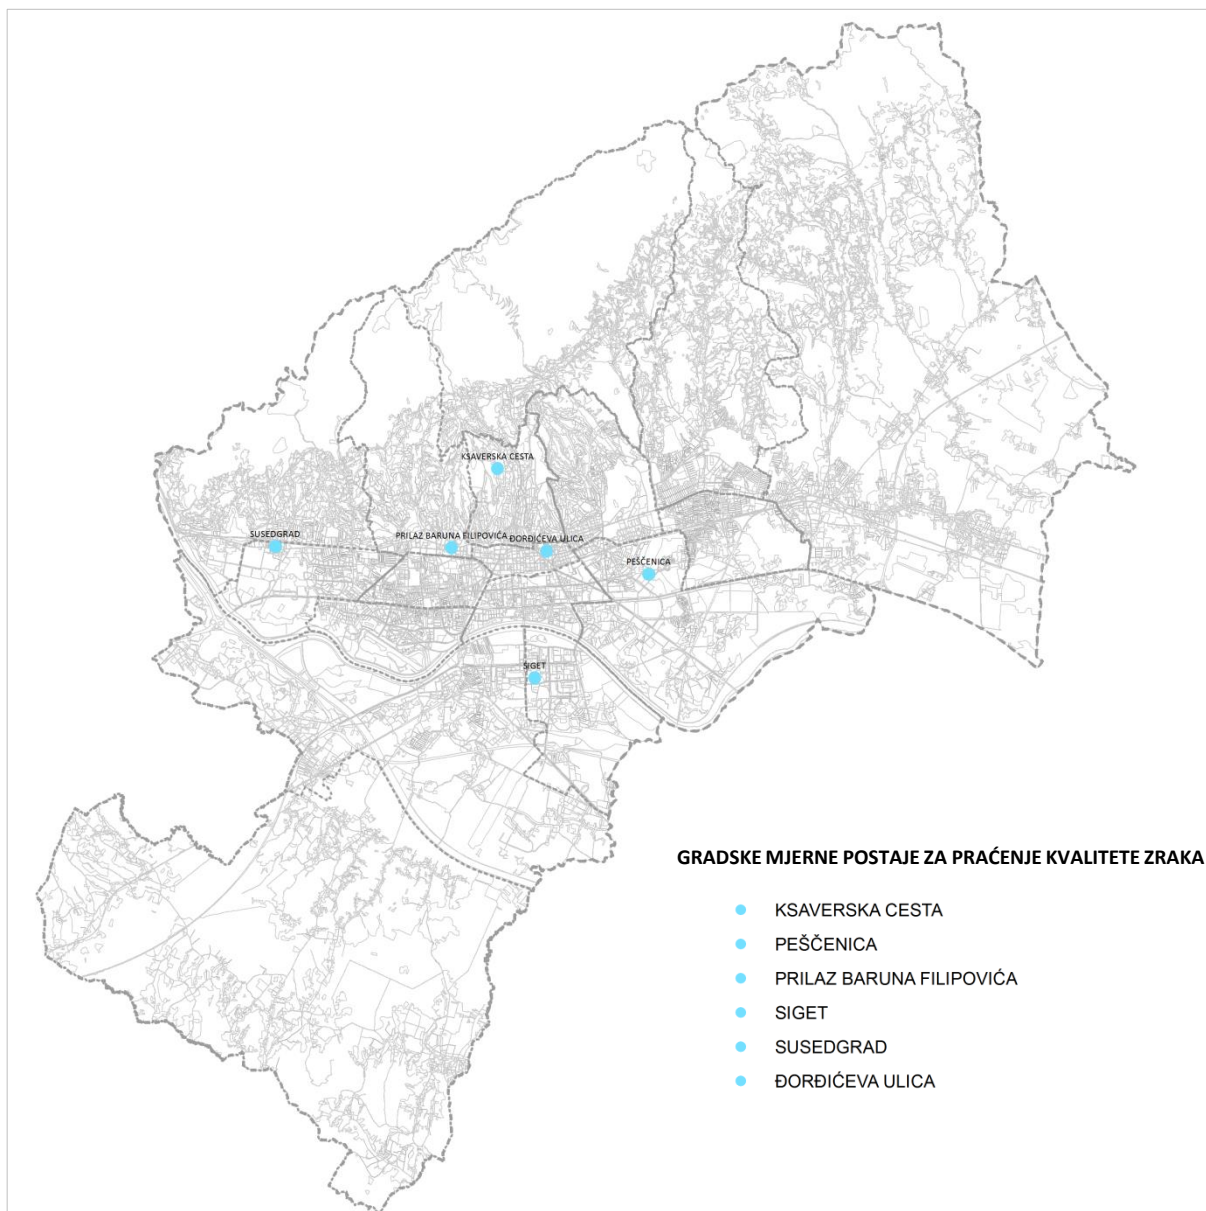 KSAVERSKA CESTA
SUSEDGRAD
PRILAZ BARUNA FILIPOVIĆA
ĐORĐIĆEVA ULICA
PEŠČENICA
SIGET
GRADSKE MJERNE POSTAJE ZA PRAĆENJE KVALITETE ZRAKA
KSAVERSKA CESTA
PEŠČENICA
PRILAZ BARUNA FILIPOVIĆA
SIGET
SUSEDGRAD
ĐORĐIĆEVA ULICA